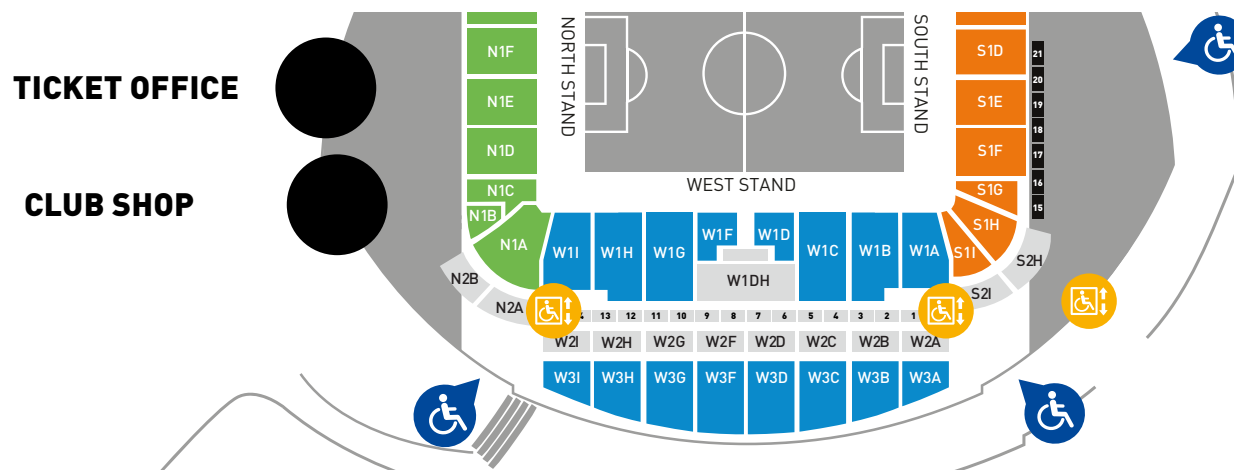 TICKET OFFICE
CLUB SHOP
NORTH STAND
SOUTH STAND
WEST STAND
N1F
N1E
N1D
N1C
N1B
N1A
N2B
N2A
S1D
S1E
S1F
S1G
S1H
S1I
S2H
S2I
21
20
19
18
17
16
15
W1I W1H W1G W1F W1D W1C W1B W1A
W1DH
13 12 11 10 9 8 7 6 5 4 3 2 1
W2I W2H W2G W2F W2D W2C W2B W2A
W3I W3H W3G W3F W3D W3C W3B W3A